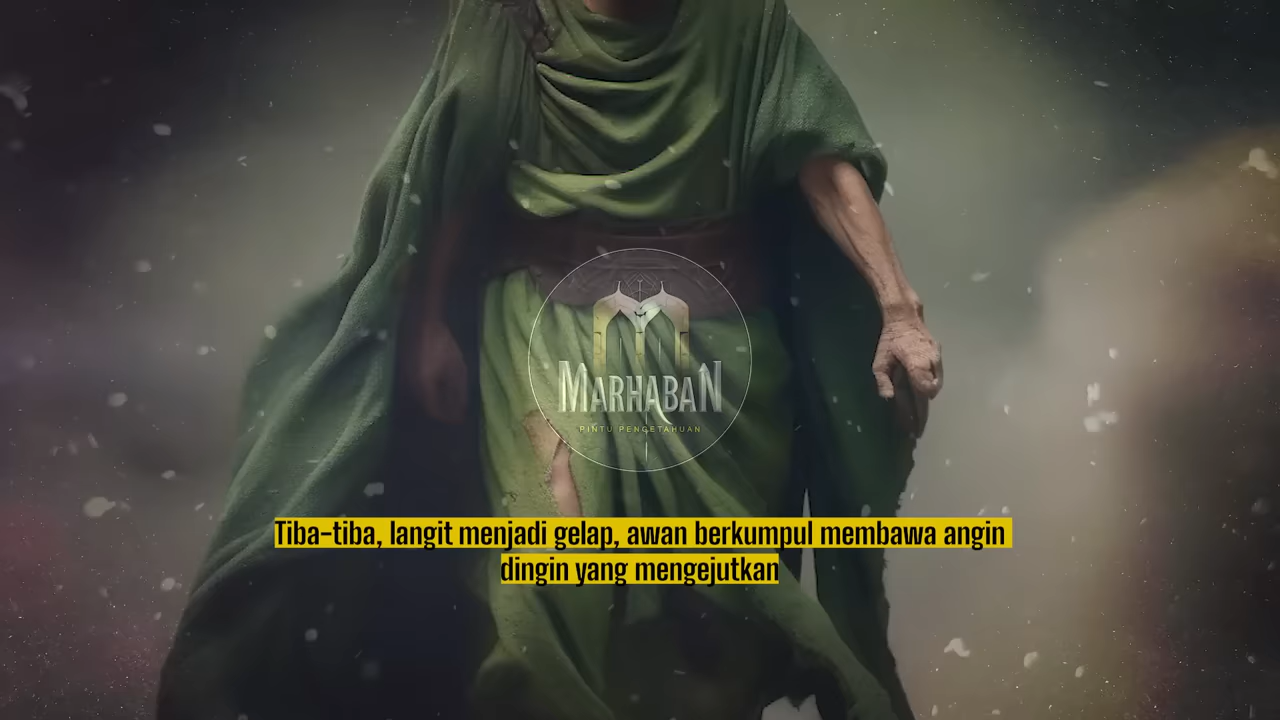 MARHABAN
PINTU PENGETAHUAN
Tiba-tiba, langit menjadi gelap, awan berkumpul membawa angin
dingin yang mengejutkan